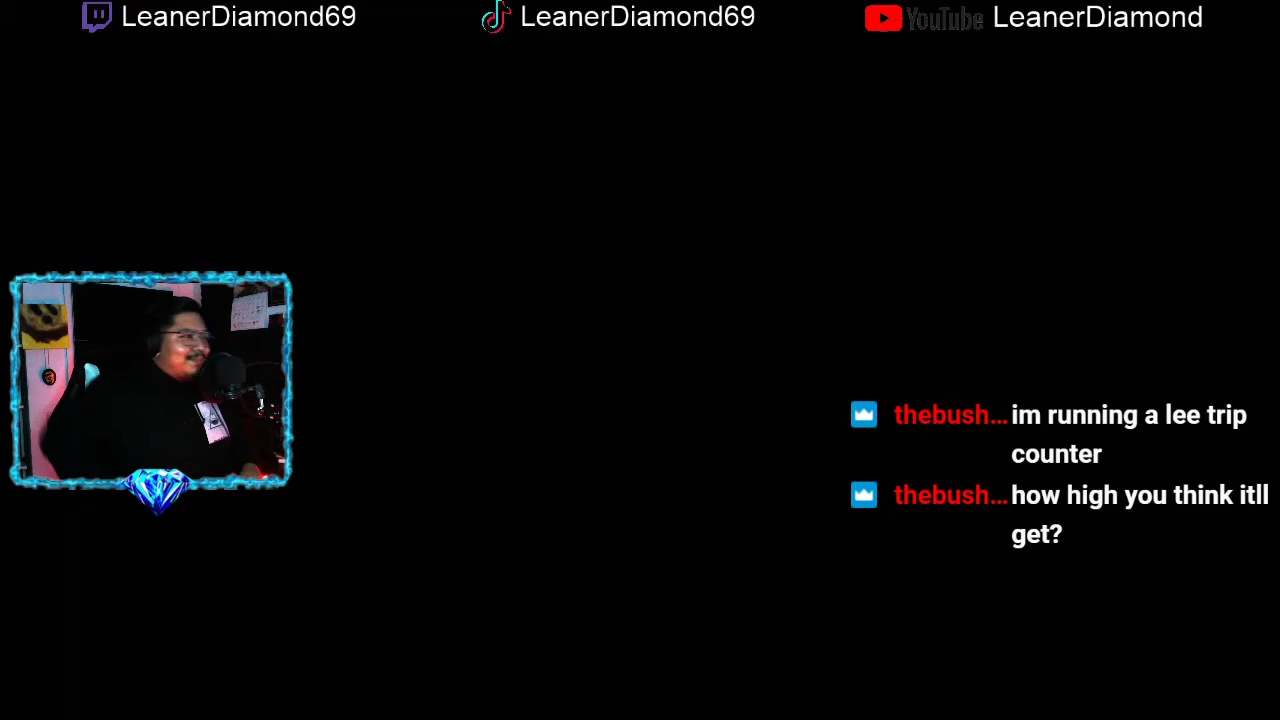 LeanerDiamond69
LeanerDiamond69
YouTube LeanerDiamond
thebush… im running a lee trip
counter
thebush… how high you think itll
get?